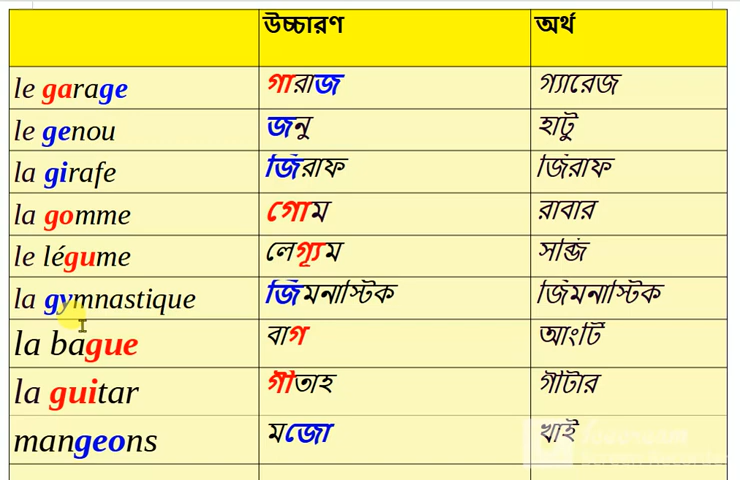 উচ্চারণ অর্থ
le garage গারাজ গ্যারেজ
le genou জনু হাটু
la girafe জিরাফ জিরাফ
la gomme গোম রাবার
le légume লেগ্যূম সব্জি
la gymnastique জিমনাস্টিক জিমনাস্টিক
la bague বাগ আংটি
la guitar গীতাহ গীটার
mangeons মজো খাই